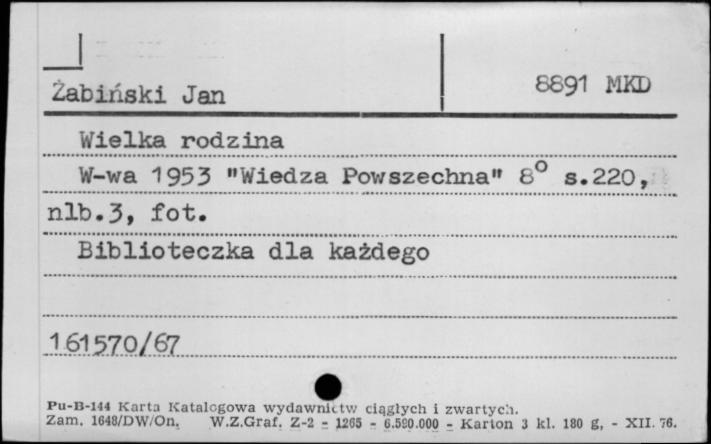 Żabiński Jan
8891 MKD
Wielka rodzina
W-wa 1953 "Wiedza Powszechna" 8° s.220,
nlb.3, fot.
Biblioteczka dla każdego
161570/67
Pu-B-144 Karta Katalogowa wydawnictw ciągłych i zwartych.
Zam. 1648/DW/On. W.Z.Graf. Z-2 - 1265 - 6.500.000 - Karton 3 kl. 180 g, - XII. 76.